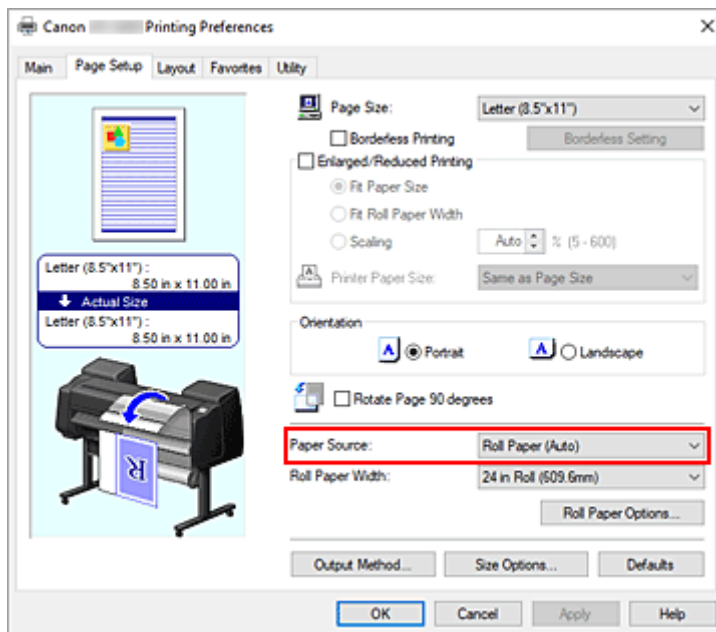 Canon Printing Preferences
Main Page Setup Layout Favorites Utility
Page Size: Letter (8.5"x11")
Borderless Printing Borderless Setting
Enlarged/Reduced Printing
Fit Paper Size
Fit Roll Paper Width
Scaling Auto % (5 - 600)
Printer Paper Size: Same as Page Size
Letter (8.5"x11") :
8.50 in x 11.00 in
Actual Size
Letter (8.5"x11") :
8.50 in x 11.00 in
Orientation
A Portrait A Landscape
Rotate Page 90 degrees
R
Paper Source: Roll Paper (Auto)
Roll Paper Width: 24 in Roll (609.6mm)
Roll Paper Options...
Output Method... Size Options... Defaults
OK Cancel Apply Help